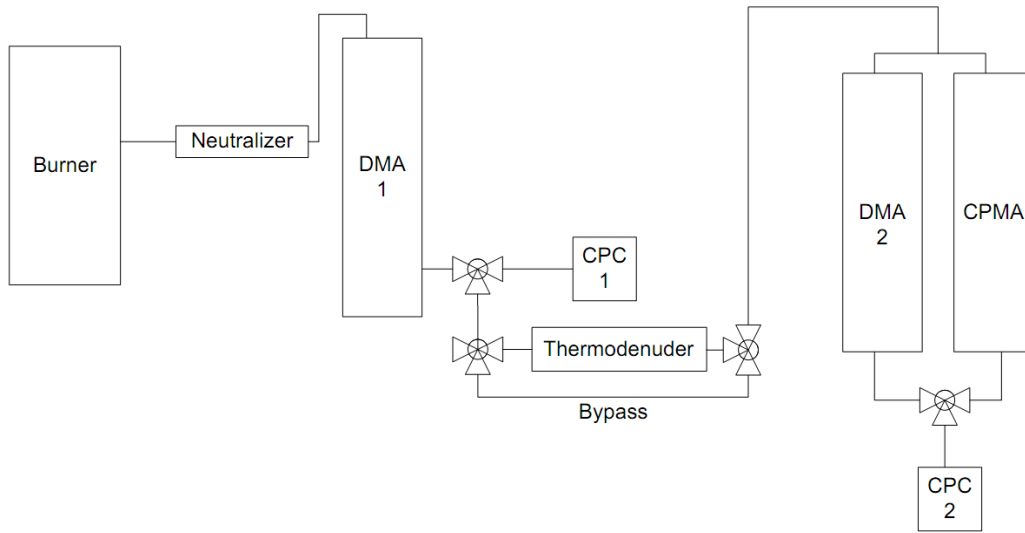 Burner
Neutralizer
DMA
1
CPC
1
Thermodenuder
Bypass
DMA
2
CPMA
CPC
2